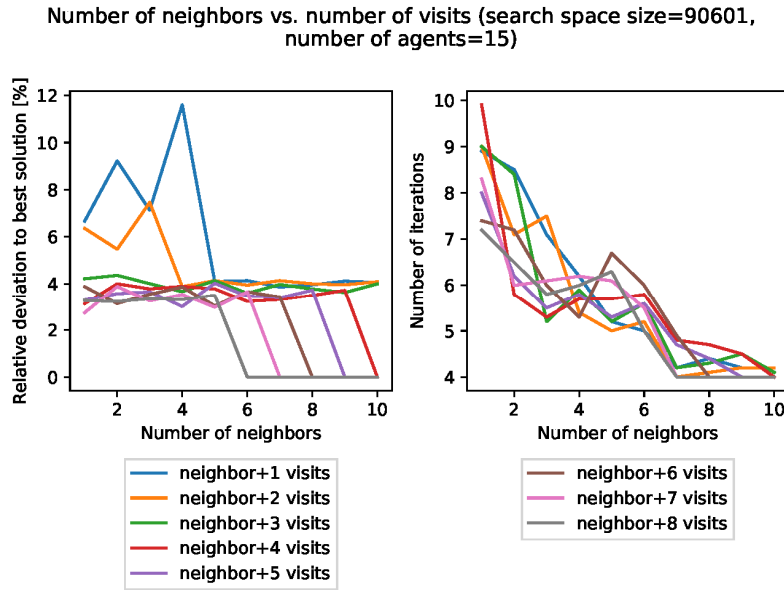 Number of neighbors vs. number of visits (search space size=90601,
number of agents=15)
Relative deviation to best solution [%]
12
10
8
6
4
2
0
2
4
6
8
10
Number of neighbors
Number of iterations
10
9
8
7
6
5
4
2
4
6
8
10
Number of neighbors
neighbor+1 visits
neighbor+2 visits
neighbor+3 visits
neighbor+4 visits
neighbor+5 visits
neighbor+6 visits
neighbor+7 visits
neighbor+8 visits